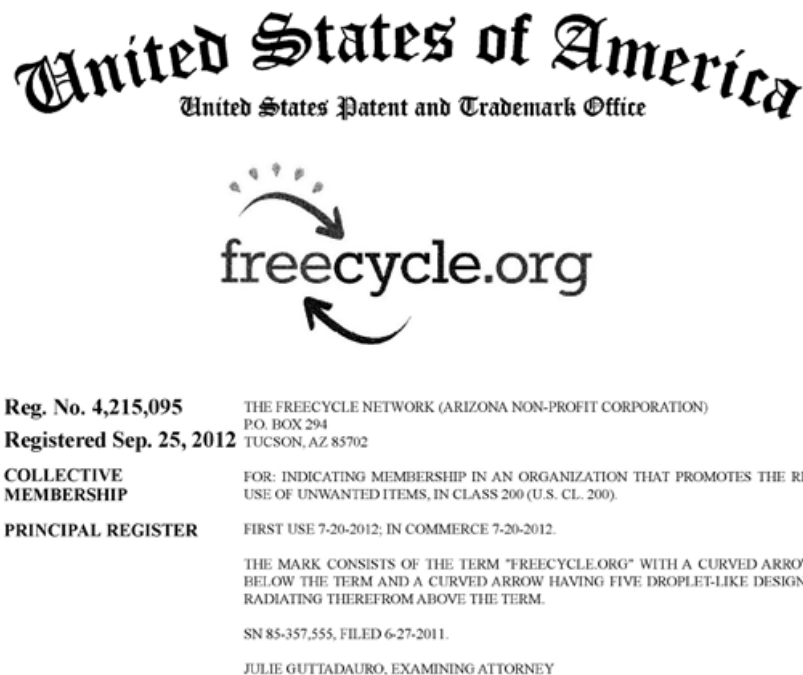 United States of America
United States Patent and Trademark Office
freecycle.org
Reg. No. 4,215,095
Registered Sep. 25, 2012
COLLECTIVE
MEMBERSHIP
PRINCIPAL REGISTER
THE FREECYCLE NETWORK (ARIZONA NON-PROFIT CORPORATION)
P.O. BOX 294
TUCSON, AZ 85702
FOR: INDICATING MEMBERSHIP IN AN ORGANIZATION THAT PROMOTES THE
USE OF UNWANTED ITEMS, IN CLASS 200 (U.S. CL. 200).
FIRST USE 7-20-2012; IN COMMERCE 7-20-2012.
THE MARK CONSISTS OF THE TERM "FREECYCLE.ORG" WITH A CURVED
BELOW THE TERM AND A CURVED ARROW HAVING FIVE DROPLET-LIKE
RADIATING THEREFROM ABOVE THE TERM.
SN 85-357,555, FILED 6-27-2011.
JULIE GUTTADAURO, EXAMINING ATTORNEY